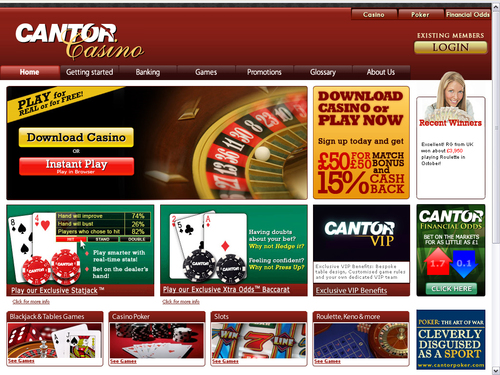 Casino
Poker
Financial Odds
CANTOR
Casino
EXISTING MEMBERS
LOGIN
Home
Getting started
Banking
Games
Promotions
Glossary
About Us
PLAY for
REAL or for FREE!
Download Casino
OR
Instant Play
Play in Browser
DOWNLOAD
CASINO or
PLAY NOW
Sign up today and get
£50 FOR £50 MATCH
BONUS
and
15% CASH
BACK
Recent Winners
Excellent! RG from UK
won about £3,950
playing Roulette in
October!
Hand will improve 74%
Hand will bust 26%
Players who chose to hit 82%
HIT STAND DOUBLE
Play smarter with
real-time stats!
Bet on the dealer's
hand!
CANTOR CANTOR
Play our Exclusive Statjack ™
Click for more info
Having doubts
about your bet?
Why not Hedge it?
Feeling confident?
Why not Press Up?
CANTOR CANTOR
Play our Exclusive Xtra Odds™ Baccarat
Click for more info
CANTOR
VIP
Exclusive VIP Benefits: Bespoke
table design, Customized game rules
and your own dedicated VIP team
Exclusive VIP Benefits
CANTOR
FINANCIAL ODDS
BET ON THE MARKETS
FOR AS LITTLE AS £1
1.7 0.1
CLICK HERE
Blackjack & Tables Games
See Games
Casino Poker
See Games
Slots
See Games
Roulette, Keno & more
See Games
POKER: THE ART OF WAR
CLEVERLY
DISGUISED
AS A SPORT
www.cantorpoker.com